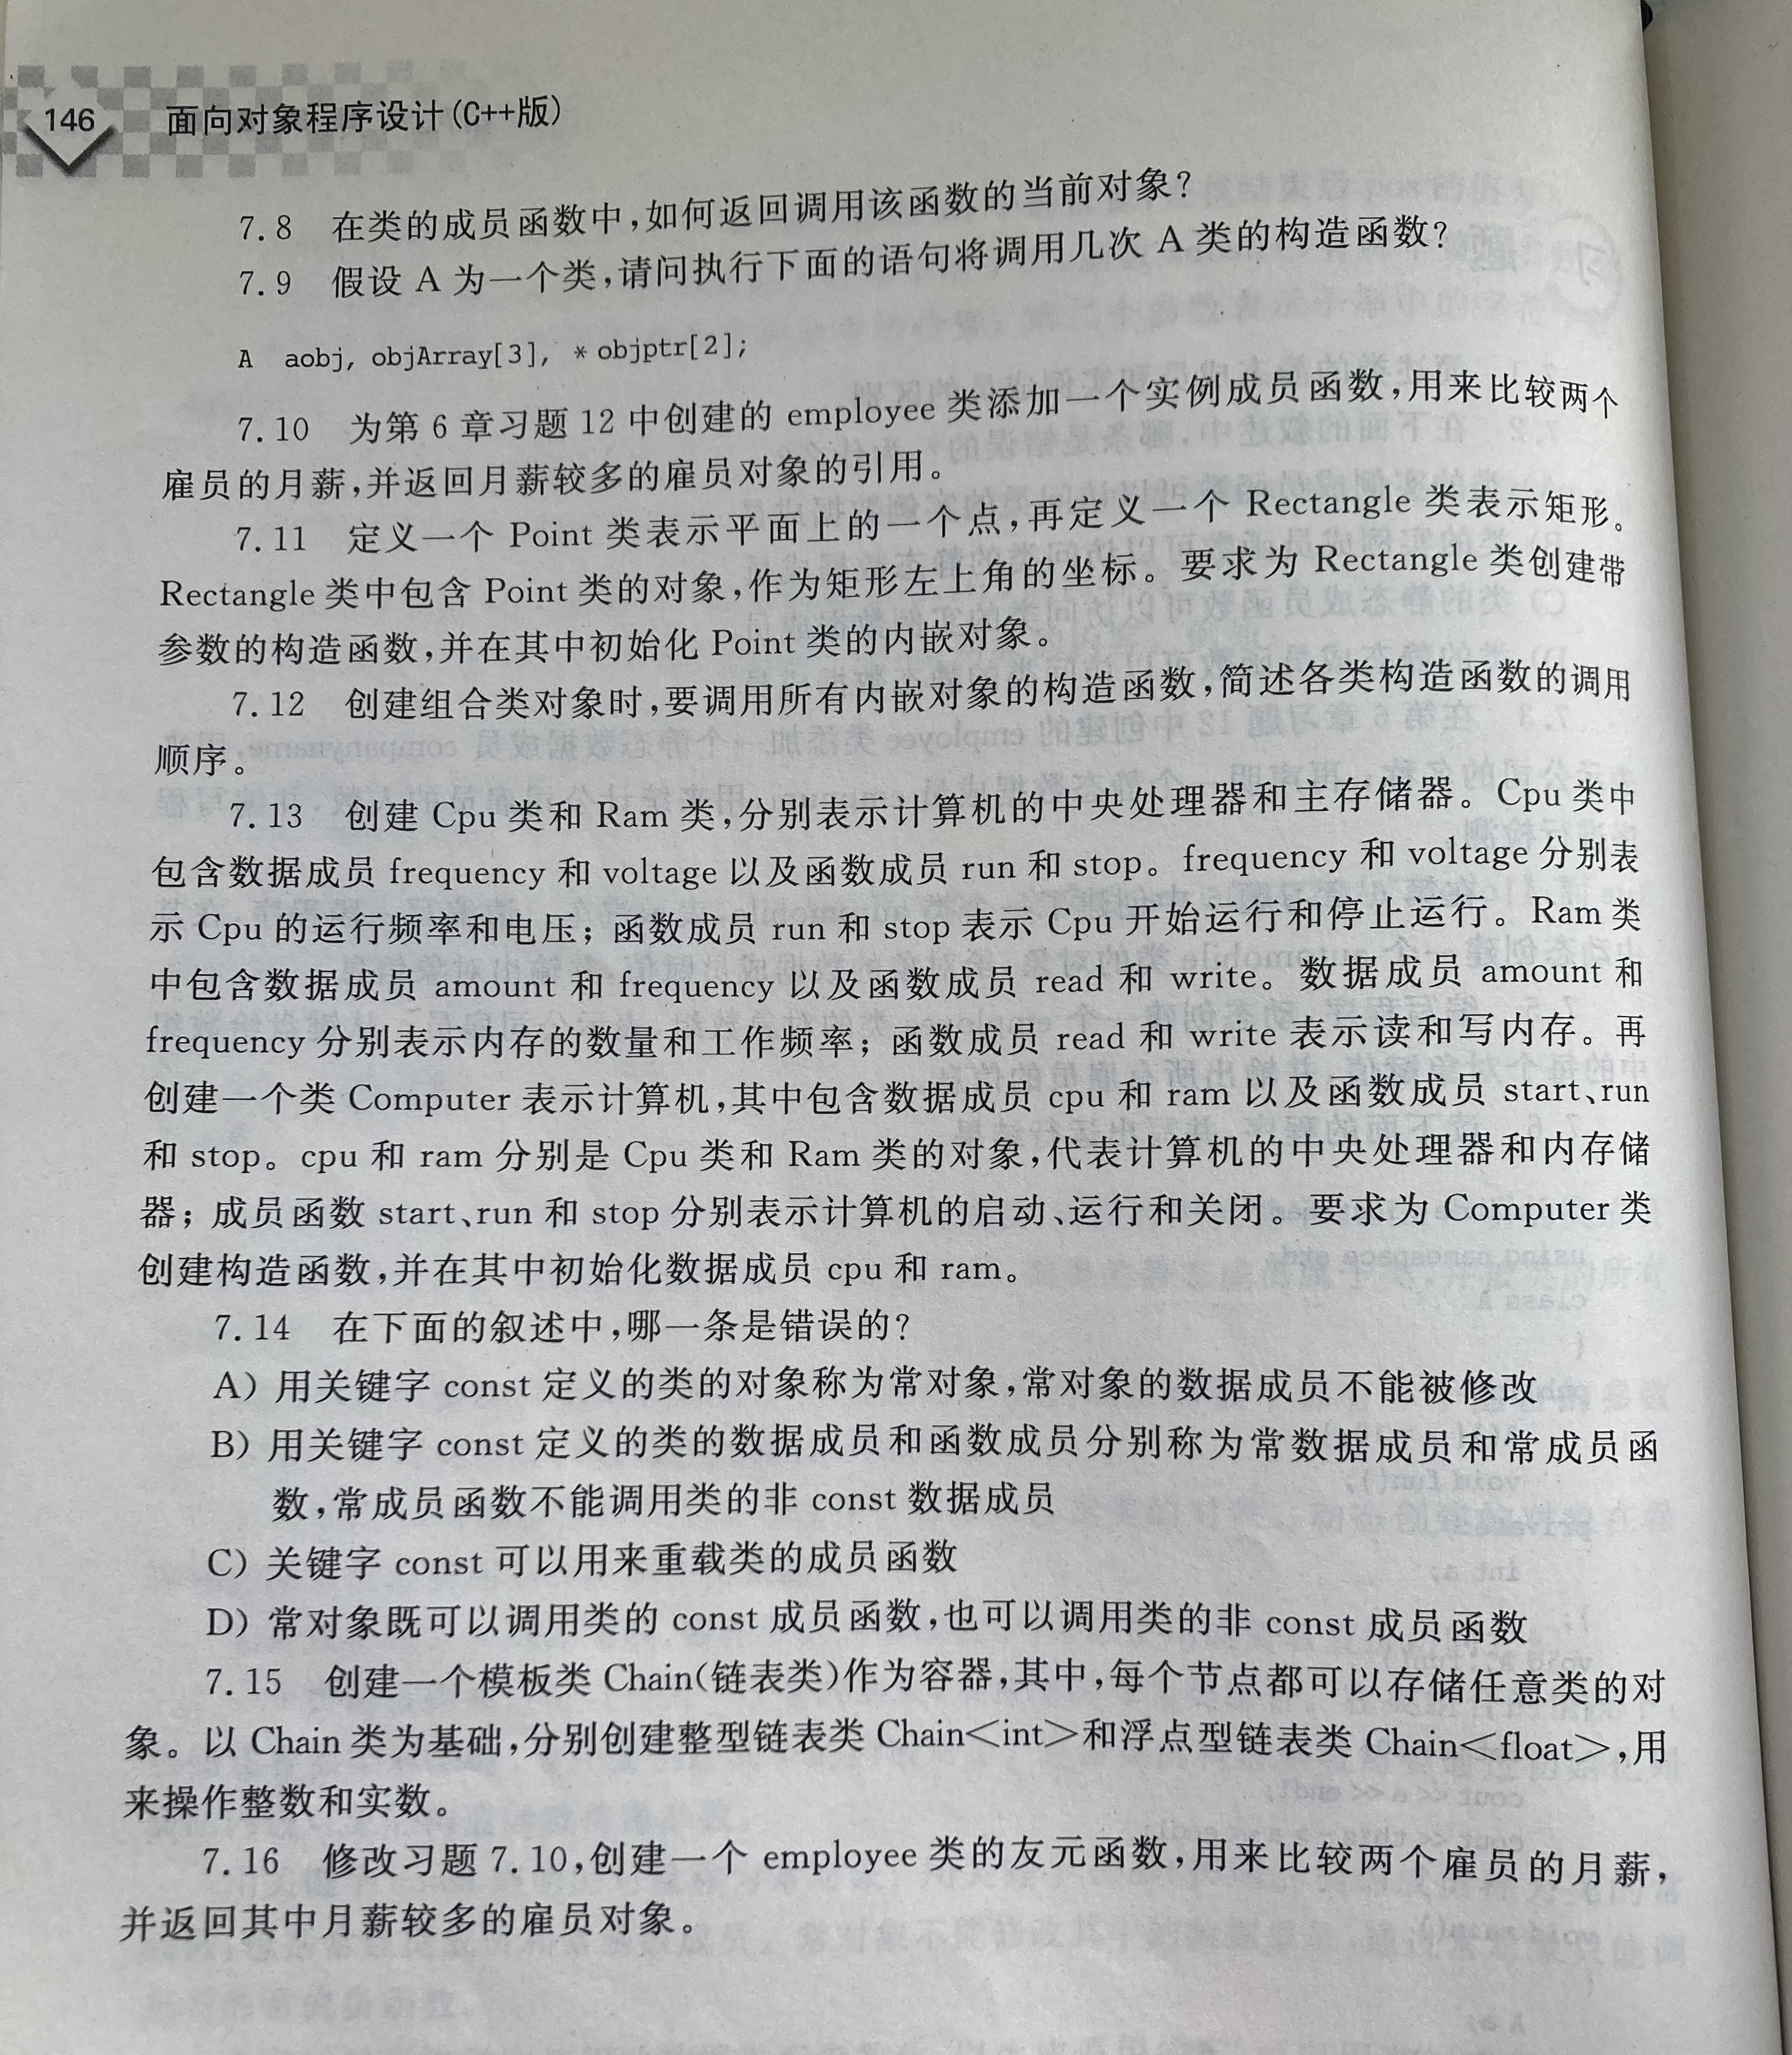 146
面向对象程序设计(C++版)
7.8 在类的成员函数中,如何返回调用该函数的当前对象?
7.9 假设 A 为一个类,请问执行下面的语句将调用几次 A 类的构造函数?
A aobj, objArray[3], * objptr[2];
7.10 为第 6 章习题 12 中创建的 employee 类添加一个实例成员函数,用来比较两个
雇员的月薪,并返回月薪较多的雇员对象的引用。
7.11 定义一个 Point 类表示平面上的一个点,再定义一个 Rectangle 类表示矩形。
Rectangle 类中包含 Point 类的对象,作为矩形左上角的坐标。要求为 Rectangle 类创建带
参数的构造函数,并在其中初始化 Point 类的内嵌对象。
7.12 创建组合类对象时,要调用所有内嵌对象的构造函数,简述各类构造函数的调用
顺序。
7.13 创建 Cpu 类和 Ram 类,分别表示计算机的中央处理器和主存储器。Cpu 类中
包含数据成员 frequency 和 voltage 以及函数成员 run 和 stop。frequency 和 voltage 分别表
示 Cpu 的运行频率和电压;函数成员 run 和 stop 表示 Cpu 开始运行和停止运行。Ram 类
中包含数据成员 amount 和 frequency 以及函数成员 read 和 write。数据成员 amount 和
frequency 分别表示内存的数量和工作频率;函数成员 read 和 write 表示读和写内存。再
创建一个类 Computer 表示计算机,其中包含数据成员 cpu 和 ram 以及函数成员 start、run
和 stop。cpu 和 ram 分别是 Cpu 类和 Ram 类的对象,代表计算机的中央处理器和内存储
器;成员函数 start、run 和 stop 分别表示计算机的启动、运行和关闭。要求为 Computer 类
创建构造函数,并在其中初始化数据成员 cpu 和 ram。
7.14 在下面的叙述中,哪一条是错误的?
A) 用关键字 const 定义的类的对象称为常对象,常对象的数据成员不能被修改
B) 用关键字 const 定义的类的数据成员和函数成员分别称为常数据成员和常成员函
数,常成员函数不能调用类的非 const 数据成员
C) 关键字 const 可以用来重载类的成员函数
D) 常对象既可以调用类的 const 成员函数,也可以调用类的非 const 成员函数
7.15 创建一个模板类 Chain(链表类)作为容器,其中,每个节点都可以存储任意类的对
象。以 Chain 类为基础,分别创建整型链表类 Chain<int>和浮点型链表类 Chain<float>,用
来操作整数和实数。
7.16 修改习题 7.10,创建一个 employee 类的友元函数,用来比较两个雇员的月薪,
并返回其中月薪较多的雇员对象。